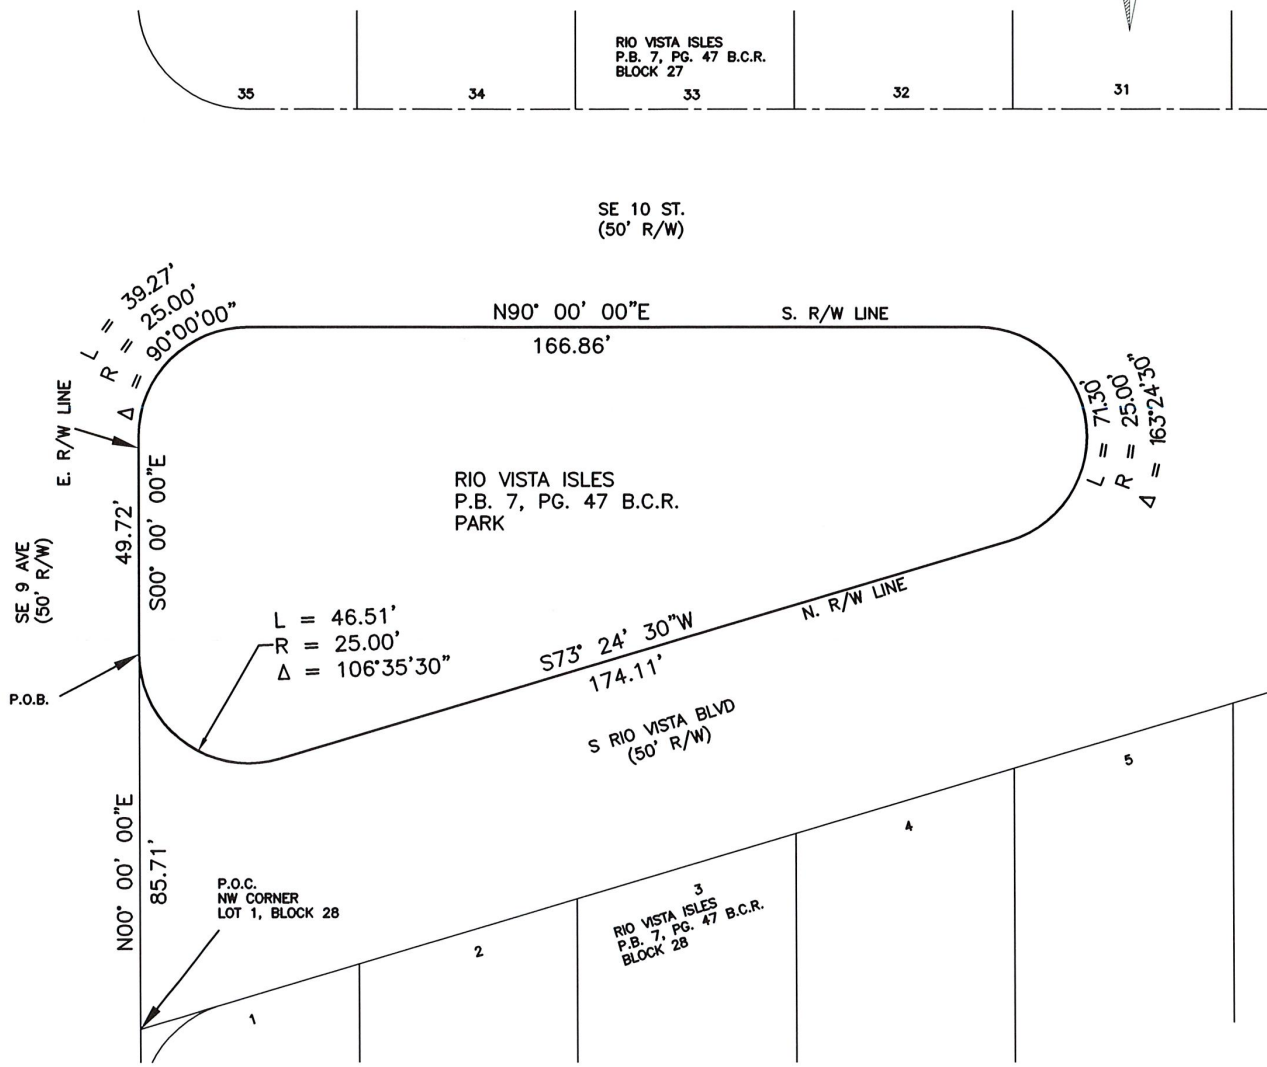 RIO VISTA ISLES
P.B. 7, PG. 47 B.C.R.
BLOCK 27
35
34
33
32
31
SE 10 ST.
(50' R/W)
L = 39.27'
R = 25.00'
Δ = 90°00'00"
N90° 00' 00"E
S. R/W LINE
166.86'
L = 71.30'
R = 25.00'
Δ = 163°24'30"
E. R/W LINE
RIO VISTA ISLES
P.B. 7, PG. 47 B.C.R.
PARK
49.72'
S00° 00' 00"E
SE 9 AVE
(50' R/W)
L = 46.51'
R = 25.00'
Δ = 106°35'30"
S73° 24' 30"W
174.11'
N. R/W LINE
P.O.B.
S RIO VISTA BLVD
(50' R/W)
N00° 00' 00"E
85.71'
P.O.C.
NW CORNER
LOT 1, BLOCK 28
1
2
3
4
5
RIO VISTA ISLES
P.B. 7, PG. 47 B.C.R.
BLOCK 28